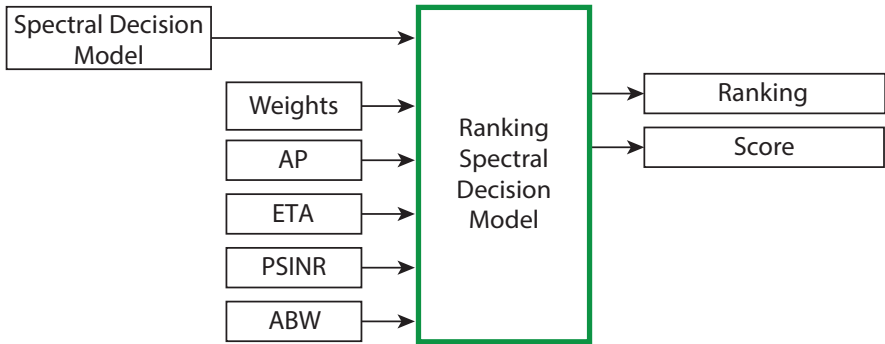 Spectral Decision
Model
Weights
AP
ETA
PSINR
ABW
Ranking
Spectral
Decision
Model
Ranking
Score